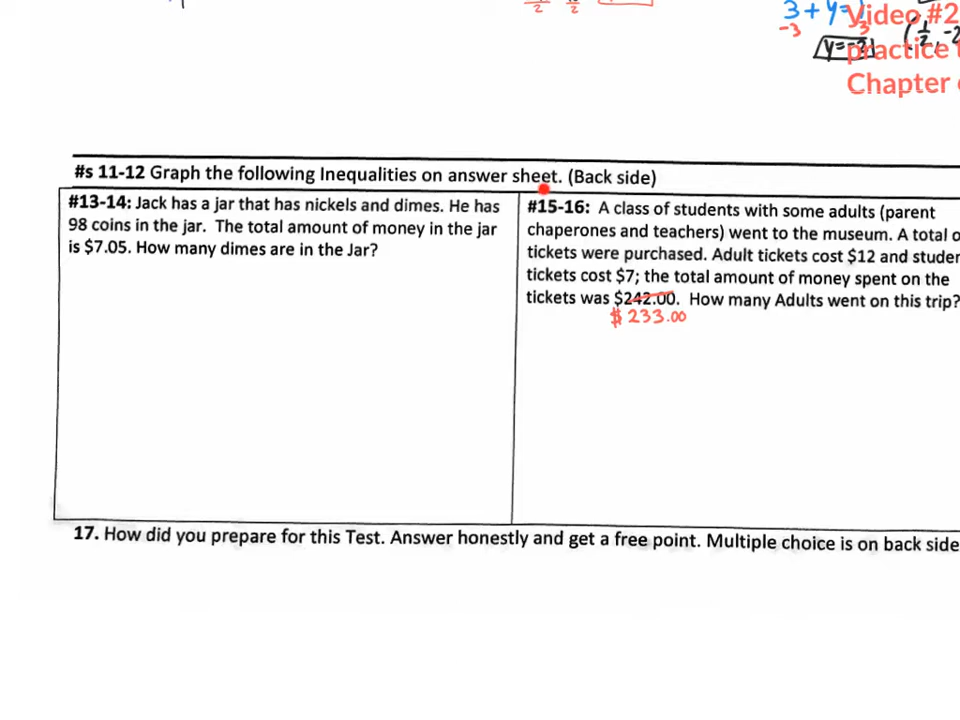 3 + y = 1
Video #2
-3
-3
practice
y = -2
Chapter
#s 11-12 Graph the following Inequalities on answer sheet. (Back side)
#13-14: Jack has a jar that has nickels and dimes. He has
98 coins in the jar. The total amount of money in the jar
is $7.05. How many dimes are in the Jar?
#15-16: A class of students with some adults (parent
chaperones and teachers) went to the museum. A total o
tickets were purchased. Adult tickets cost $12 and studen
tickets cost $7; the total amount of money spent on the
tickets was $242.00. How many Adults went on this trip?
$ 233.00
17. How did you prepare for this Test. Answer honestly and get a free point. Multiple choice is on back side